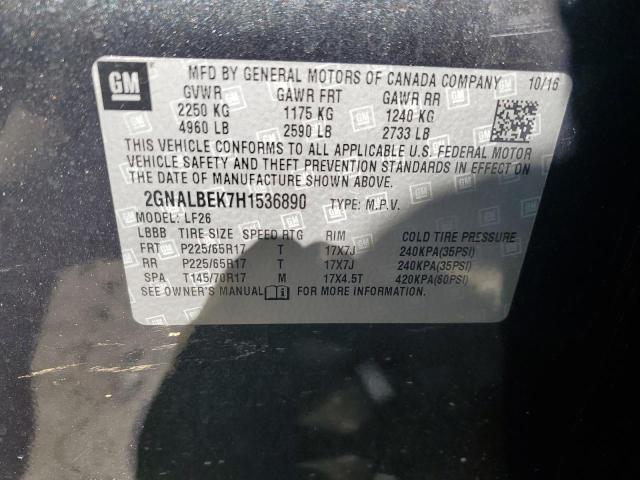 GM MFD BY GENERAL MOTORS OF CANADA COMPANY 10/16
GVWR GAWR FRT GAWR RR
2250 KG 1175 KG 1240 KG
4960 LB 2590 LB 2733 LB
THIS VEHICLE CONFORMS TO ALL APPLICABLE U.S. FEDERAL MOTOR
VEHICLE SAFETY AND THEFT PREVENTION STANDARDS IN EFFECT ON
THE DATE OF MANUFACTURE SHOWN ABOVE.
2GNALBEK7H1536890 TYPE: M.P.V.
MODEL: LF26
LBBB TIRE SIZE SPEED RTG RIM COLD TIRE PRESSURE
FRT P225/65R17 T 17X7J 240KPA(35PSI)
RR P225/65R17 T 17X7J 240KPA(35PSI)
SPA T145/70R17 M 17X4.5T 420KPA(60PSI)
SEE OWNER'S MANUAL FOR MORE INFORMATION.